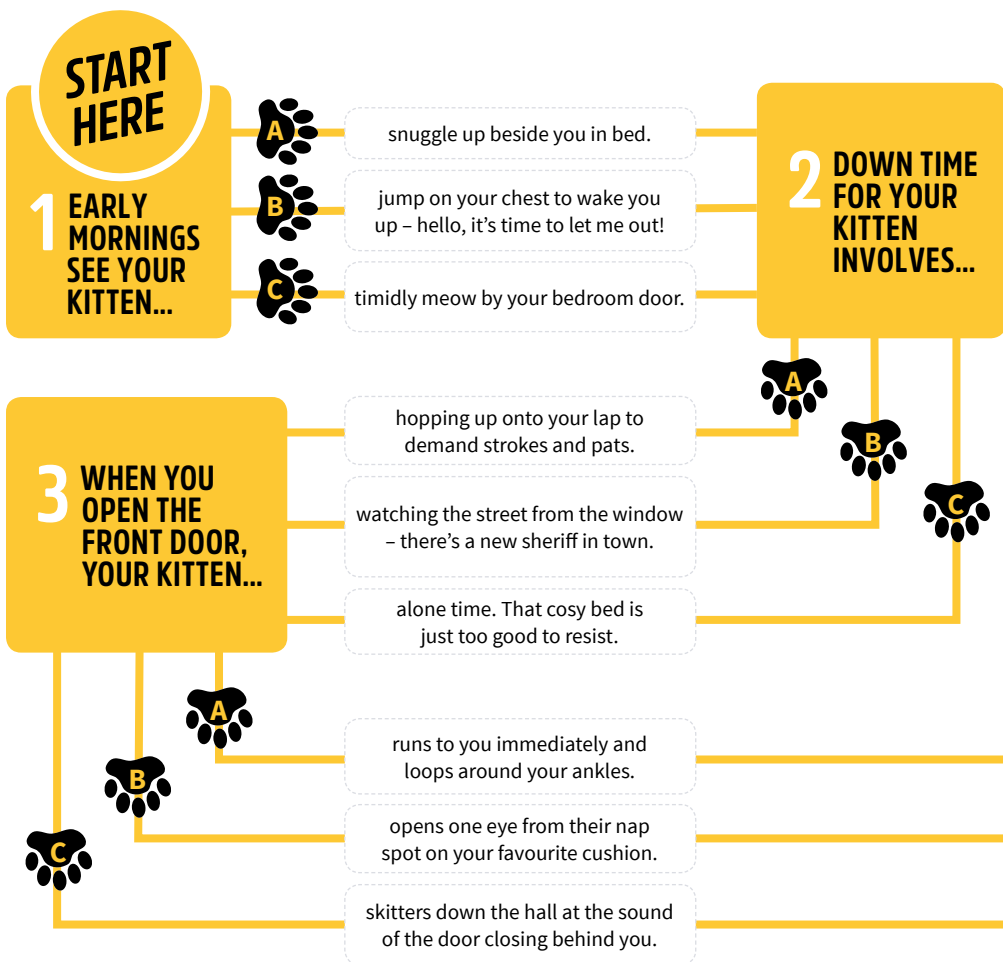 START
HERE
1 EARLY
MORNINGS
SEE YOUR
KITTEN...
A
snuggle up beside you in bed.
B
jump on your chest to wake you
up – hello, it's time to let me out!
C
timidly meow by your bedroom door.
2 DOWN TIME
FOR YOUR
KITTEN
INVOLVES...
A
hopping up onto your lap to
demand strokes and pats.
B
watching the street from the window
– there's a new sheriff in town.
C
alone time. That cosy bed is
just too good to resist.
3 WHEN YOU
OPEN THE
FRONT DOOR,
YOUR KITTEN...
A
runs to you immediately and
loops around your ankles.
B
opens one eye from their nap
spot on your favourite cushion.
C
skitters down the hall at the sound
of the door closing behind you.